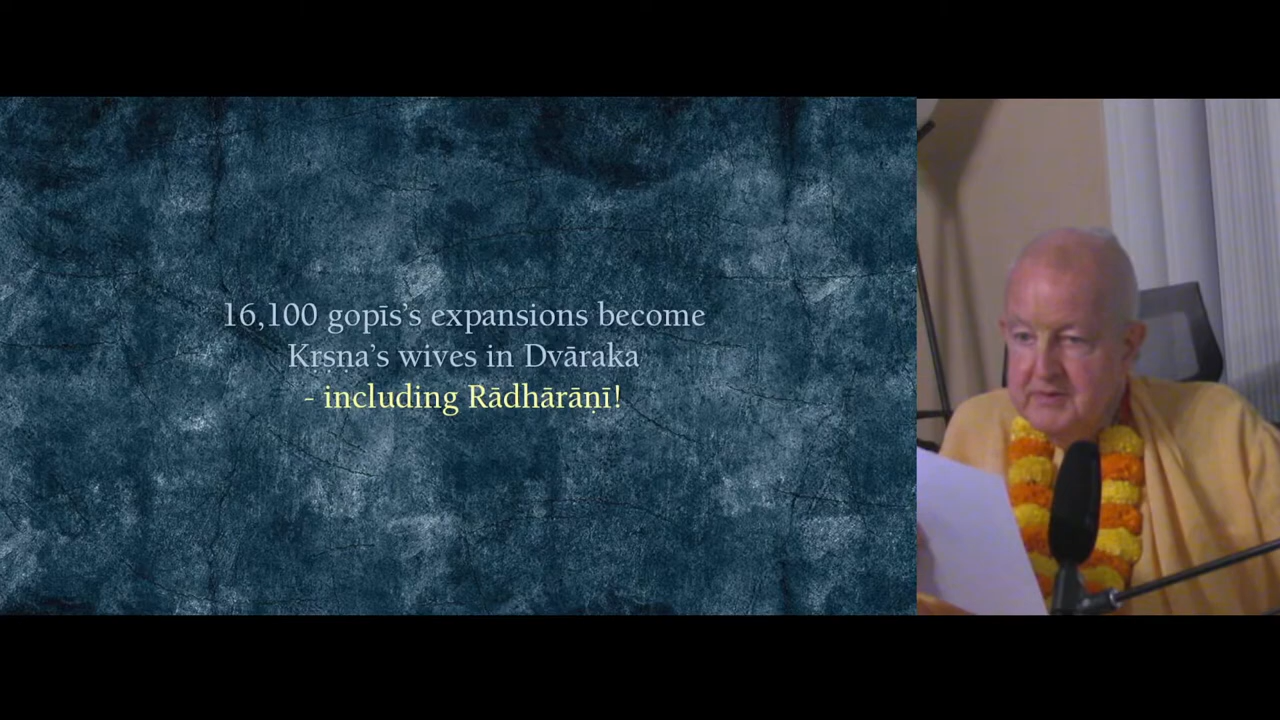 16,100 gopīs’s expansions become
Kṛṣṇa’s wives in Dvāraka
- including Rādhārāṇī!